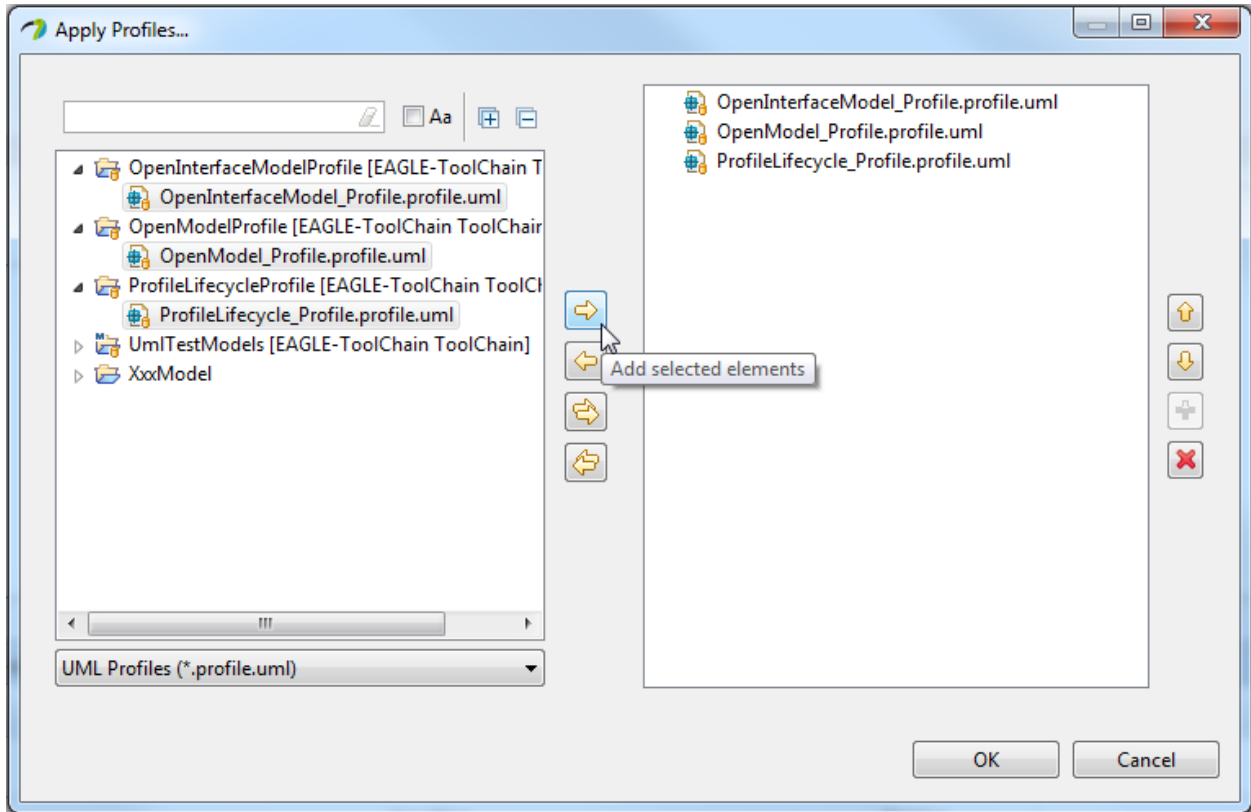 Apply Profiles...
Aa
OpenInterfaceModelProfile [EAGLE-ToolChain T
OpenInterfaceModel_Profile.profile.uml
OpenModelProfile [EAGLE-ToolChain ToolChain
OpenModel_Profile.profile.uml
ProfileLifecycleProfile [EAGLE-ToolChain ToolCh
ProfileLifecycle_Profile.profile.uml
UmlTestModels [EAGLE-ToolChain ToolChain]
XxxModel
UML Profiles (*.profile.uml)
Add selected elements
OpenInterfaceModel_Profile.profile.uml
OpenModel_Profile.profile.uml
ProfileLifecycle_Profile.profile.uml
OK
Cancel